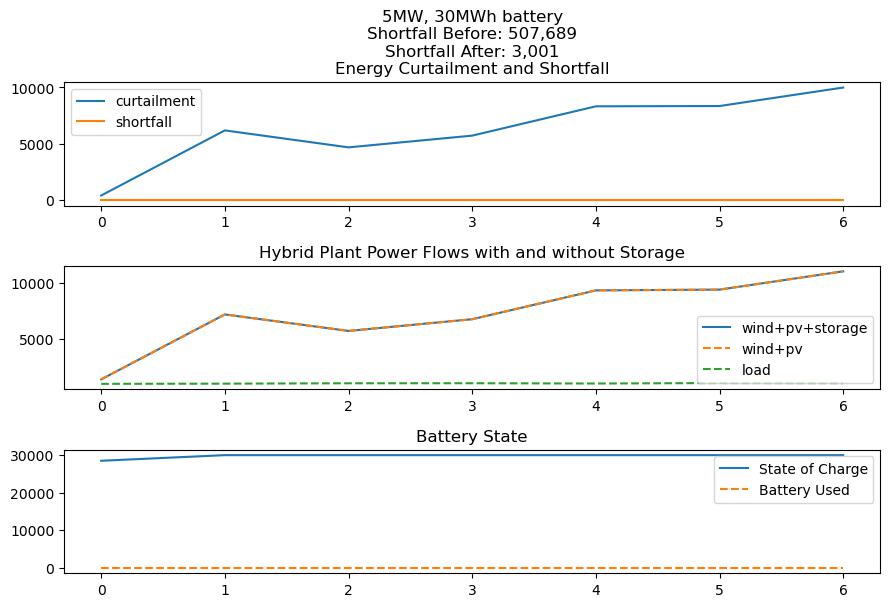 5MW, 30MWh battery
Shortfall Before: 507,689
Shortfall After: 3,001
Energy Curtailment and Shortfall
10000
5000
0
curtailment
shortfall
0 1 2 3 4 5 6
Hybrid Plant Power Flows with and without Storage
10000
5000
wind+pv+storage
wind+pv
load
0 1 2 3 4 5 6
Battery State
30000
20000
10000
0
State of Charge
Battery Used
0 1 2 3 4 5 6